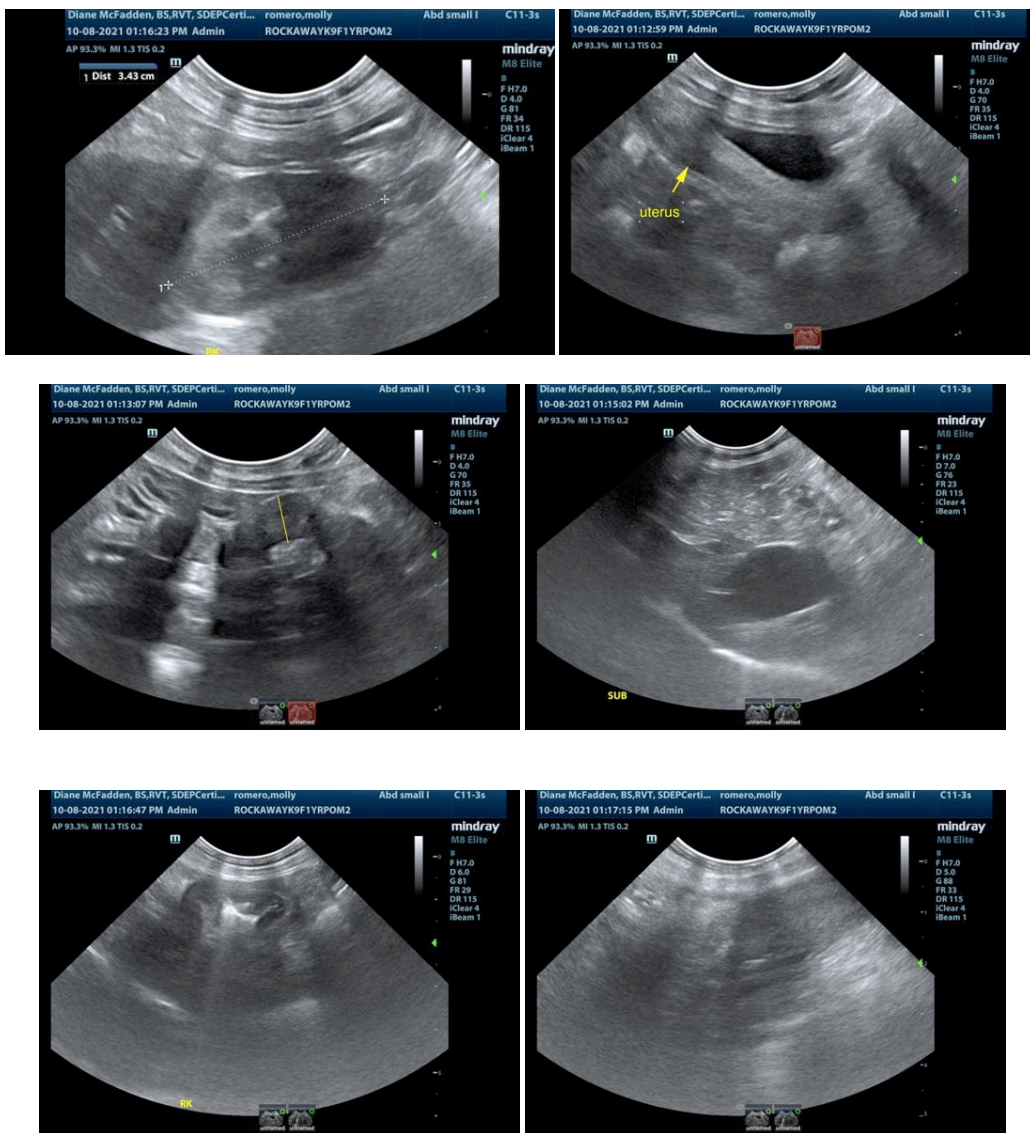 Diane McFadden, BS,RVT, SDEPCerti... romero,molly Abd small I C11-3s
10-08-2021 01:16:23 PM Admin ROCKAWAYK9F1YRPOM2
AP 93.3% MI 1.3 TIS 0.2
m
mindray
M8 Elite
1 Dist 3.43 cm
B
F H7.0
D 4.0
G 81
FR 34
DR 115
iClear 4
iBeam 1
1
RK
Diane McFadden, BS,RVT, SDEPCerti... romero,molly Abd small I C11-3s
10-08-2021 01:12:59 PM Admin ROCKAWAYK9F1YRPOM2
AP 93.3% MI 1.3 TIS 0.2
m
mindray
M8 Elite
B
F H7.0
D 4.0
G 70
FR 35
DR 115
iClear 4
iBeam 1
uterus
unnamed
Diane McFadden, BS,RVT, SDEPCerti... romero,molly Abd small I C11-3s
10-08-2021 01:13:07 PM Admin ROCKAWAYK9F1YRPOM2
AP 93.3% MI 1.3 TIS 0.2
m
mindray
M8 Elite
B
F H7.0
D 4.0
G 70
FR 35
DR 115
iClear 4
iBeam 1
unnamed unnamed
Diane McFadden, BS,RVT, SDEPCerti... romero,molly Abd small I C11-3s
10-08-2021 01:15:02 PM Admin ROCKAWAYK9F1YRPOM2
AP 93.3% MI 1.3 TIS 0.2
m
mindray
M8 Elite
B
F H7.0
D 7.0
G 76
FR 23
DR 115
iClear 4
iBeam 1
SUB
unnamed unnamed
Diane McFadden, BS,RVT, SDEPCerti... romero,molly Abd small I C11-3s
10-08-2021 01:16:47 PM Admin ROCKAWAYK9F1YRPOM2
AP 93.3% MI 1.3 TIS 0.2
m
mindray
M8 Elite
B
F H7.0
D 6.0
G 81
FR 29
DR 115
iClear 4
iBeam 1
RK
unnamed unnamed
Diane McFadden, BS,RVT, SDEPCerti... romero,molly Abd small I C11-3s
10-08-2021 01:17:15 PM Admin ROCKAWAYK9F1YRPOM2
AP 93.3% MI 1.3 TIS 0.2
m
mindray
M8 Elite
B
F H7.0
D 5.0
G 88
FR 33
DR 115
iClear 4
iBeam 1
unnamed unnamed